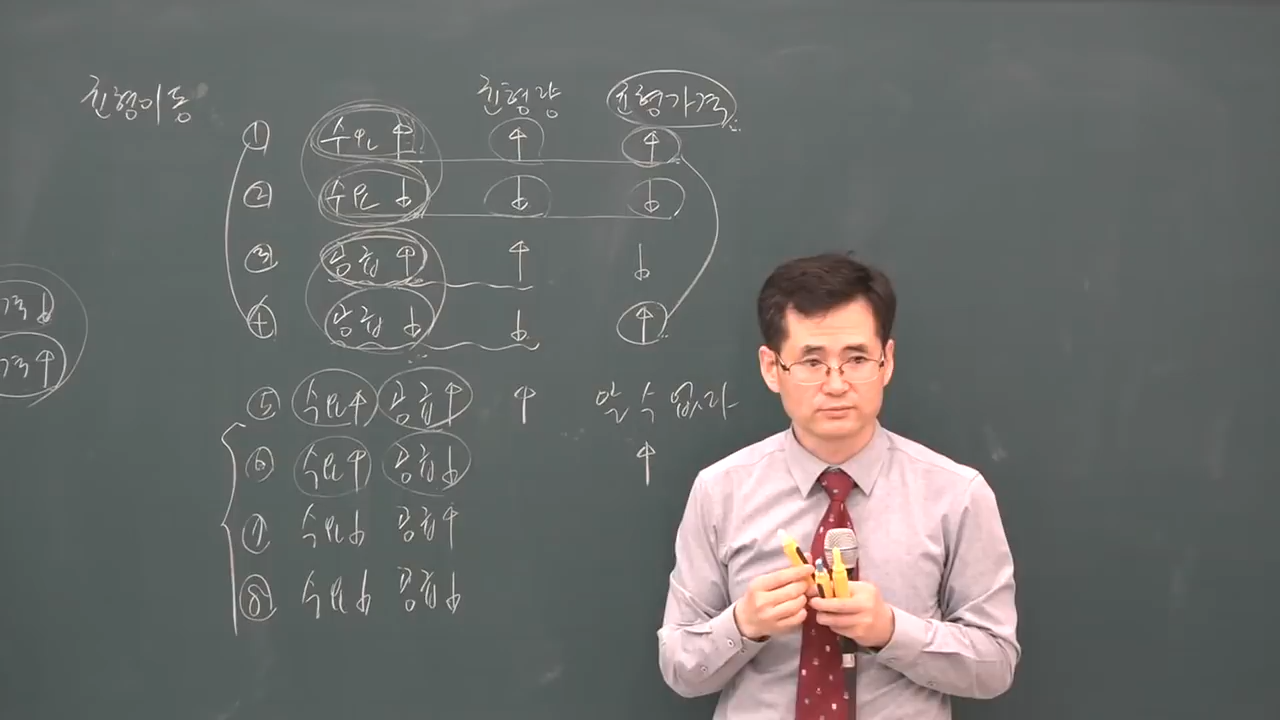 균형이동 균형량 균형가격
① 수요↑ ↑ ↑
② 수요↓ ↓ ↓
③ 공급↑ ↑ ↓
④ 공급↓ ↓ ↑
격↓
격↑
⑤ 수요↑ 공급↑ ↑ 알 수 없다
⑥ 수요↑ 공급↓ ↑
⑦ 수요↓ 공급↑
⑧ 수요↓ 공급↓